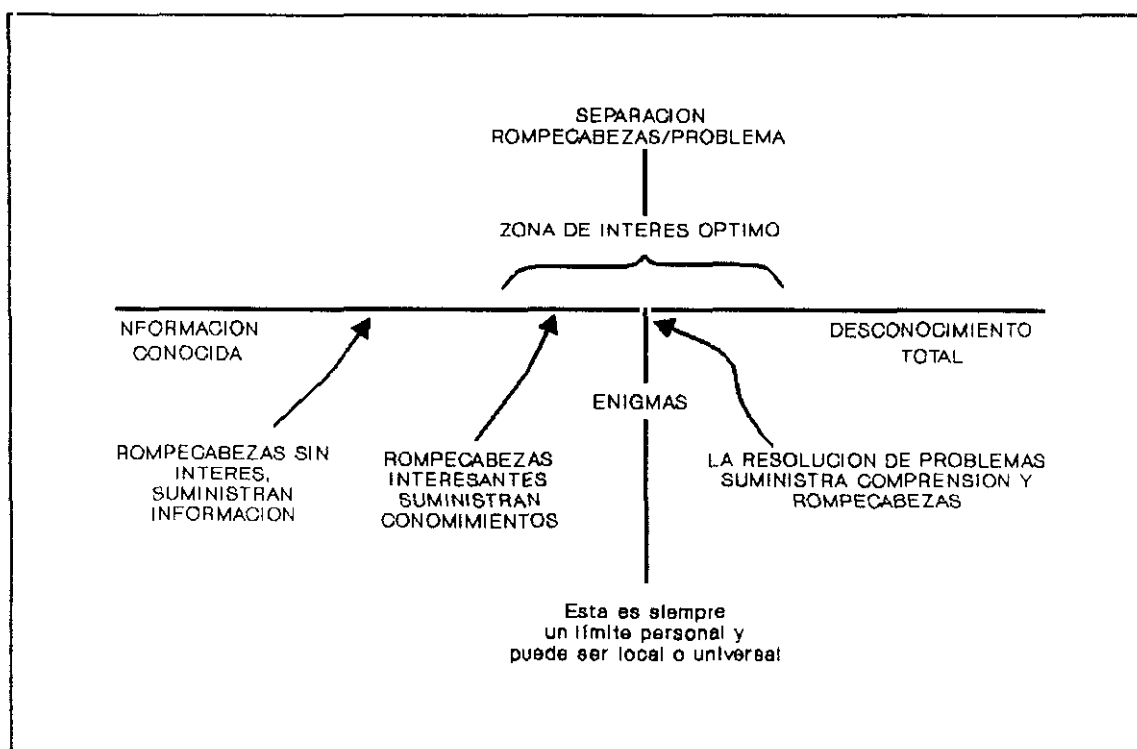 SEPARACION
ROMPECABEZAS/PROBLEMA
ZONA DE INTERES OPTIMO
NFORMACION
CONOCIDA
DESCONOCIMIENTO
TOTAL
ENIGMAS
ROMPECABEZAS SIN
INTERES,
SUMINISTRAN
INFORMACION
ROMPECABEZAS
INTERESANTES
SUMINISTRAN
CONOMIMIENTOS
LA RESOLUCION DE PROBLEMAS
SUMINISTRA COMPRENSION Y
ROMPECABEZAS
Esta es siempre
un límite personal y
puede ser local o universal